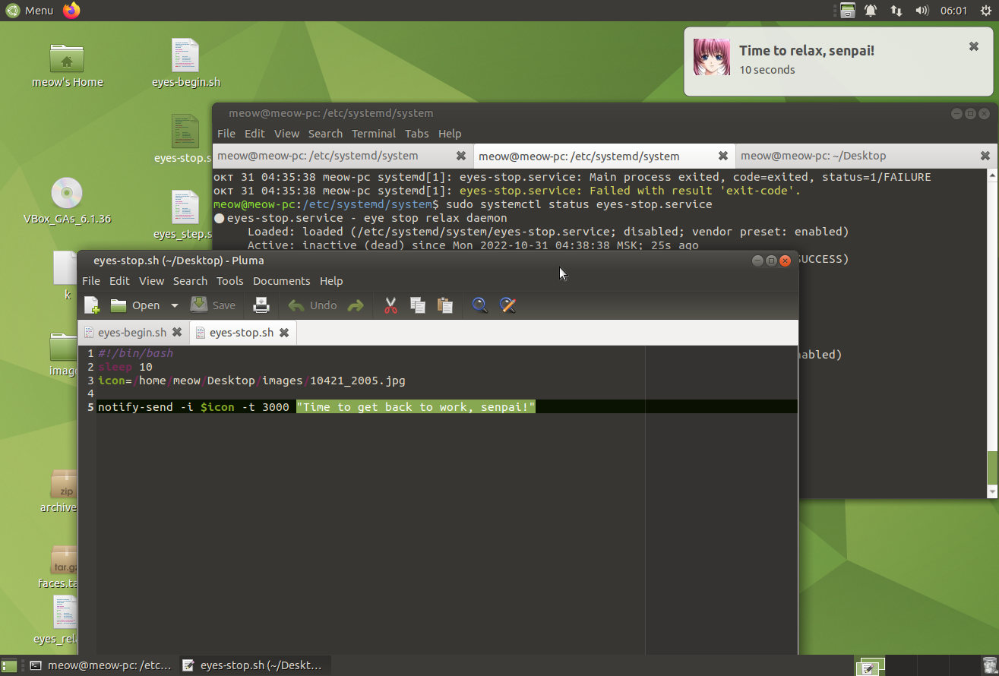 Menu
06:01
meow's Home
eyes-begin.sh
Time to relax, senpai!
10 seconds
eyes-stop.s
VBox_GAs_6.1.36
eyes_step.s
k
image
zip
archive
tar.gz
faces.ta
eyes_rel
meow@meow-pc: /etc/systemd/system
File Edit View Search Terminal Tabs Help
meow@meow-pc: /etc/systemd/system
meow@meow-pc: /etc/systemd/system
meow@meow-pc: ~/Desktop
окт 31 04:35:38 meow-pc systemd[1]: eyes-stop.service: Main process exited, code=exited, status=1/FAILURE
окт 31 04:35:38 meow-pc systemd[1]: eyes-stop.service: Failed with result 'exit-code'.
meow@meow-pc:/etc/systemd/system$ sudo systemctl status eyes-stop.service
●eyes-stop.service - eye stop relax daemon
Loaded: loaded (/etc/systemd/system/eyes-stop.service; disabled; vendor preset: enabled)
Active: inactive (dead) since Mon 2022-10-31 04:38:38 MSK; 25s ago
SUCCESS)
nabled)
eyes-stop.sh (~/Desktop) - Pluma
File Edit View Search Tools Documents Help
Open Save Undo
eyes-begin.sh
eyes-stop.sh
1 #!/bin/bash
2 sleep 10
3 icon=/home/meow/Desktop/images/10421_2005.jpg
4
5 notify-send -i $icon -t 3000 "Time to get back to work, senpai!"
meow@meow-pc: /etc...
eyes-stop.sh (~/Deskt...